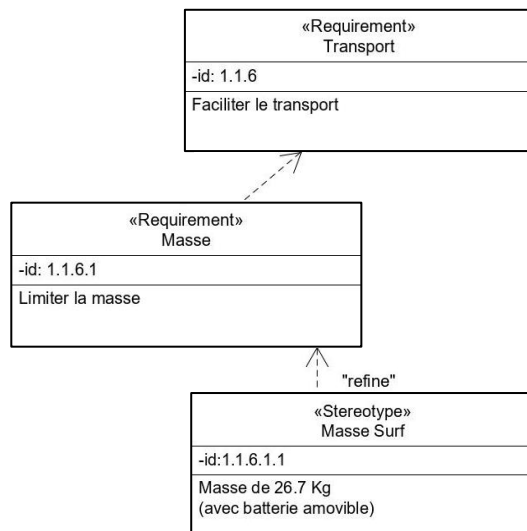 «Requirement»
Transport
-id: 1.1.6
Faciliter le transport
«Requirement»
Masse
-id: 1.1.6.1
Limiter la masse
"refine"
«Stereotype»
Masse Surf
-id:1.1.6.1.1
Masse de 26.7 Kg
(avec batterie amovible)